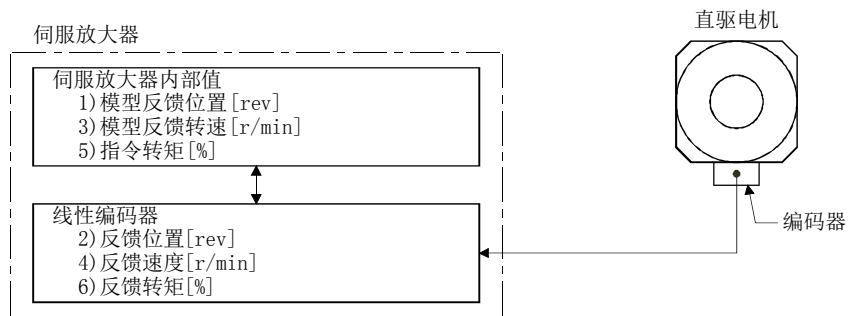 伺服放大器
直驱电机
伺服放大器内部值
1)模型反馈位置[rev]
3)模型反馈转速[r/min]
5)指令转矩[%]
线性编码器
2)反馈位置[rev]
4)反馈速度[r/min]
6)反馈转矩[%]
编码器